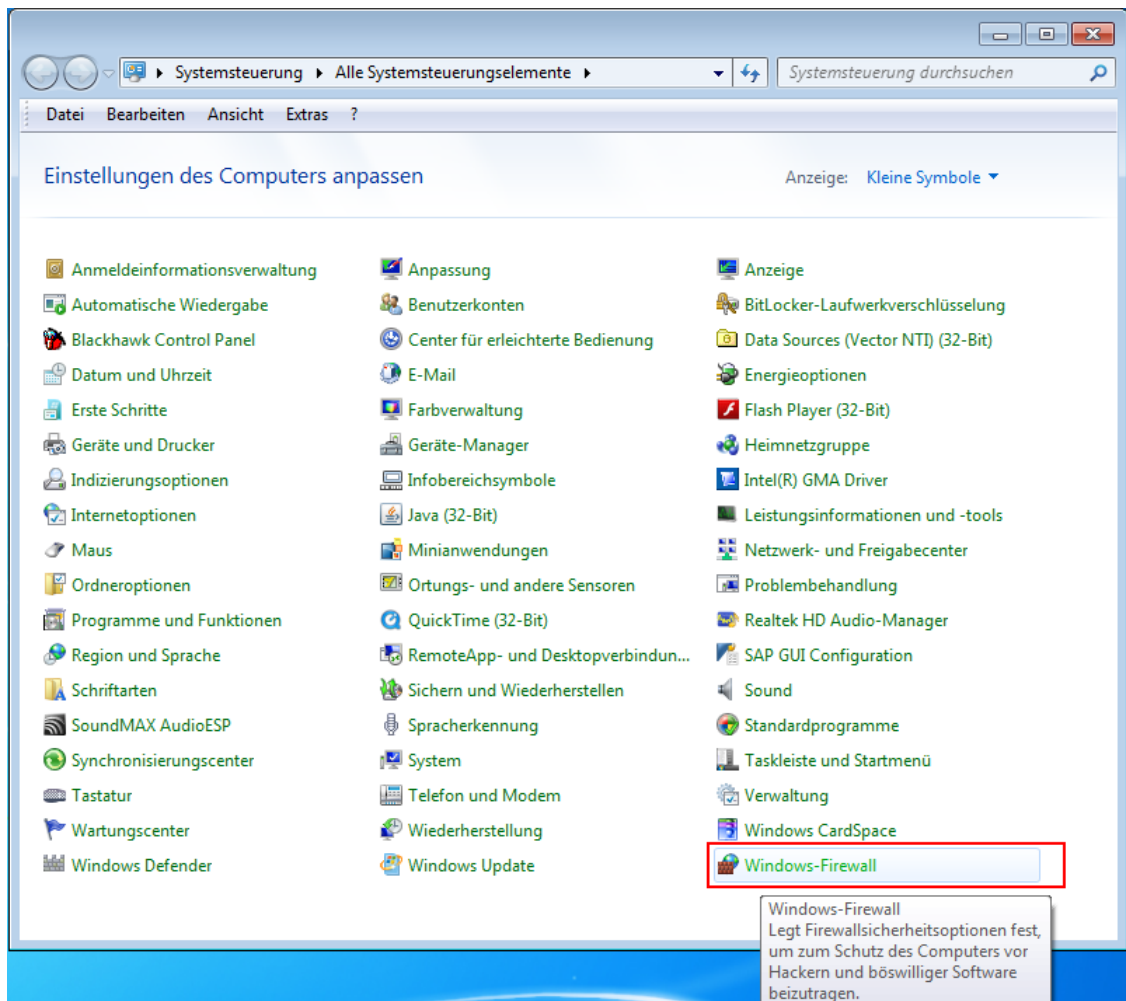 Systemsteuerung Alle Systemsteuerungselemente Systemsteuerung durchsuchen
Datei Bearbeiten Ansicht Extras ?
Einstellungen des Computers anpassen Anzeige: Kleine Symbole
Anmeldeinformationsverwaltung Anpassung Anzeige
Automatische Wiedergabe Benutzerkonten BitLocker-Laufwerkverschlüsselung
Blackhawk Control Panel Center für erleichterte Bedienung Data Sources (Vector NTI) (32-Bit)
Datum und Uhrzeit E-Mail Energieoptionen
Erste Schritte Farbverwaltung Flash Player (32-Bit)
Geräte und Drucker Geräte-Manager Heimnetzgruppe
Indizierungsoptionen Infobereichsymbole Intel(R) GMA Driver
Internetoptionen Java (32-Bit) Leistungsinformationen und -tools
Maus Minianwendungen Netzwerk- und Freigabecenter
Ordneroptionen Ortungs- und andere Sensoren Problembehandlung
Programme und Funktionen QuickTime (32-Bit) Realtek HD Audio-Manager
Region und Sprache RemoteApp- und Desktopverbindun... SAP GUI Configuration
Schriftarten Sichern und Wiederherstellen Sound
SoundMAX AudioESP Spracherkennung Standardprogramme
Synchronisierungscenter System Taskleiste und Startmenü
Tastatur Telefon und Modem Verwaltung
Wartungscenter Wiederherstellung Windows CardSpace
Windows Defender Windows Update Windows-Firewall
Windows-Firewall
Legt Firewallsicherheitsoptionen fest,
um zum Schutz des Computers vor
Hackern und böswilliger Software
beizutragen.